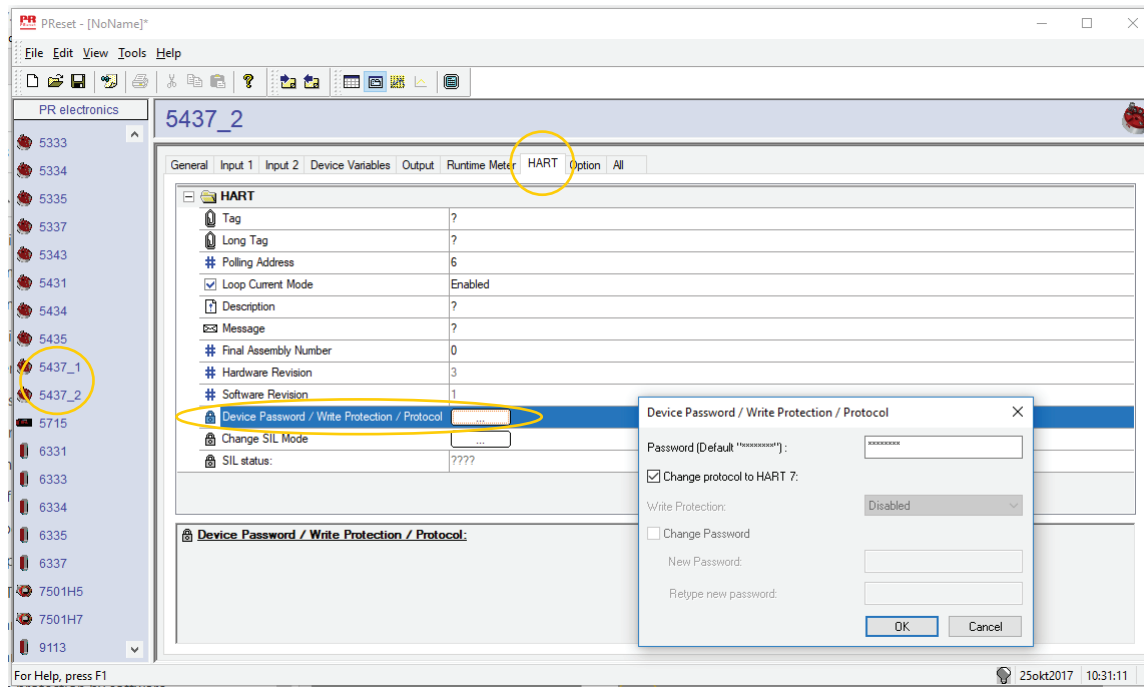 PR PReset - [NoName]*
File Edit View Tools Help
PR electronics
5333
5334
5335
5337
5343
5431
5434
5435
5437_1
5437_2
5715
6331
6333
6334
6335
6337
7501H5
7501H7
9113
5437_2
General Input 1 Input 2 Device Variables Output Runtime Meter HART Option All
HART
Tag ?
Long Tag ?
Polling Address 6
Loop Current Mode Enabled
Description ?
Message ?
Final Assembly Number 0
Hardware Revision 3
Software Revision 1
Device Password / Write Protection / Protocol ...
Change SIL Mode ...
SIL status: ????
Device Password / Write Protection / Protocol:
Device Password / Write Protection / Protocol
Password (Default "********") : ********
Change protocol to HART 7:
Write Protection: Disabled
Change Password
New Password:
Retype new password:
OK Cancel
For Help, press F1 25okt2017 10:31:11